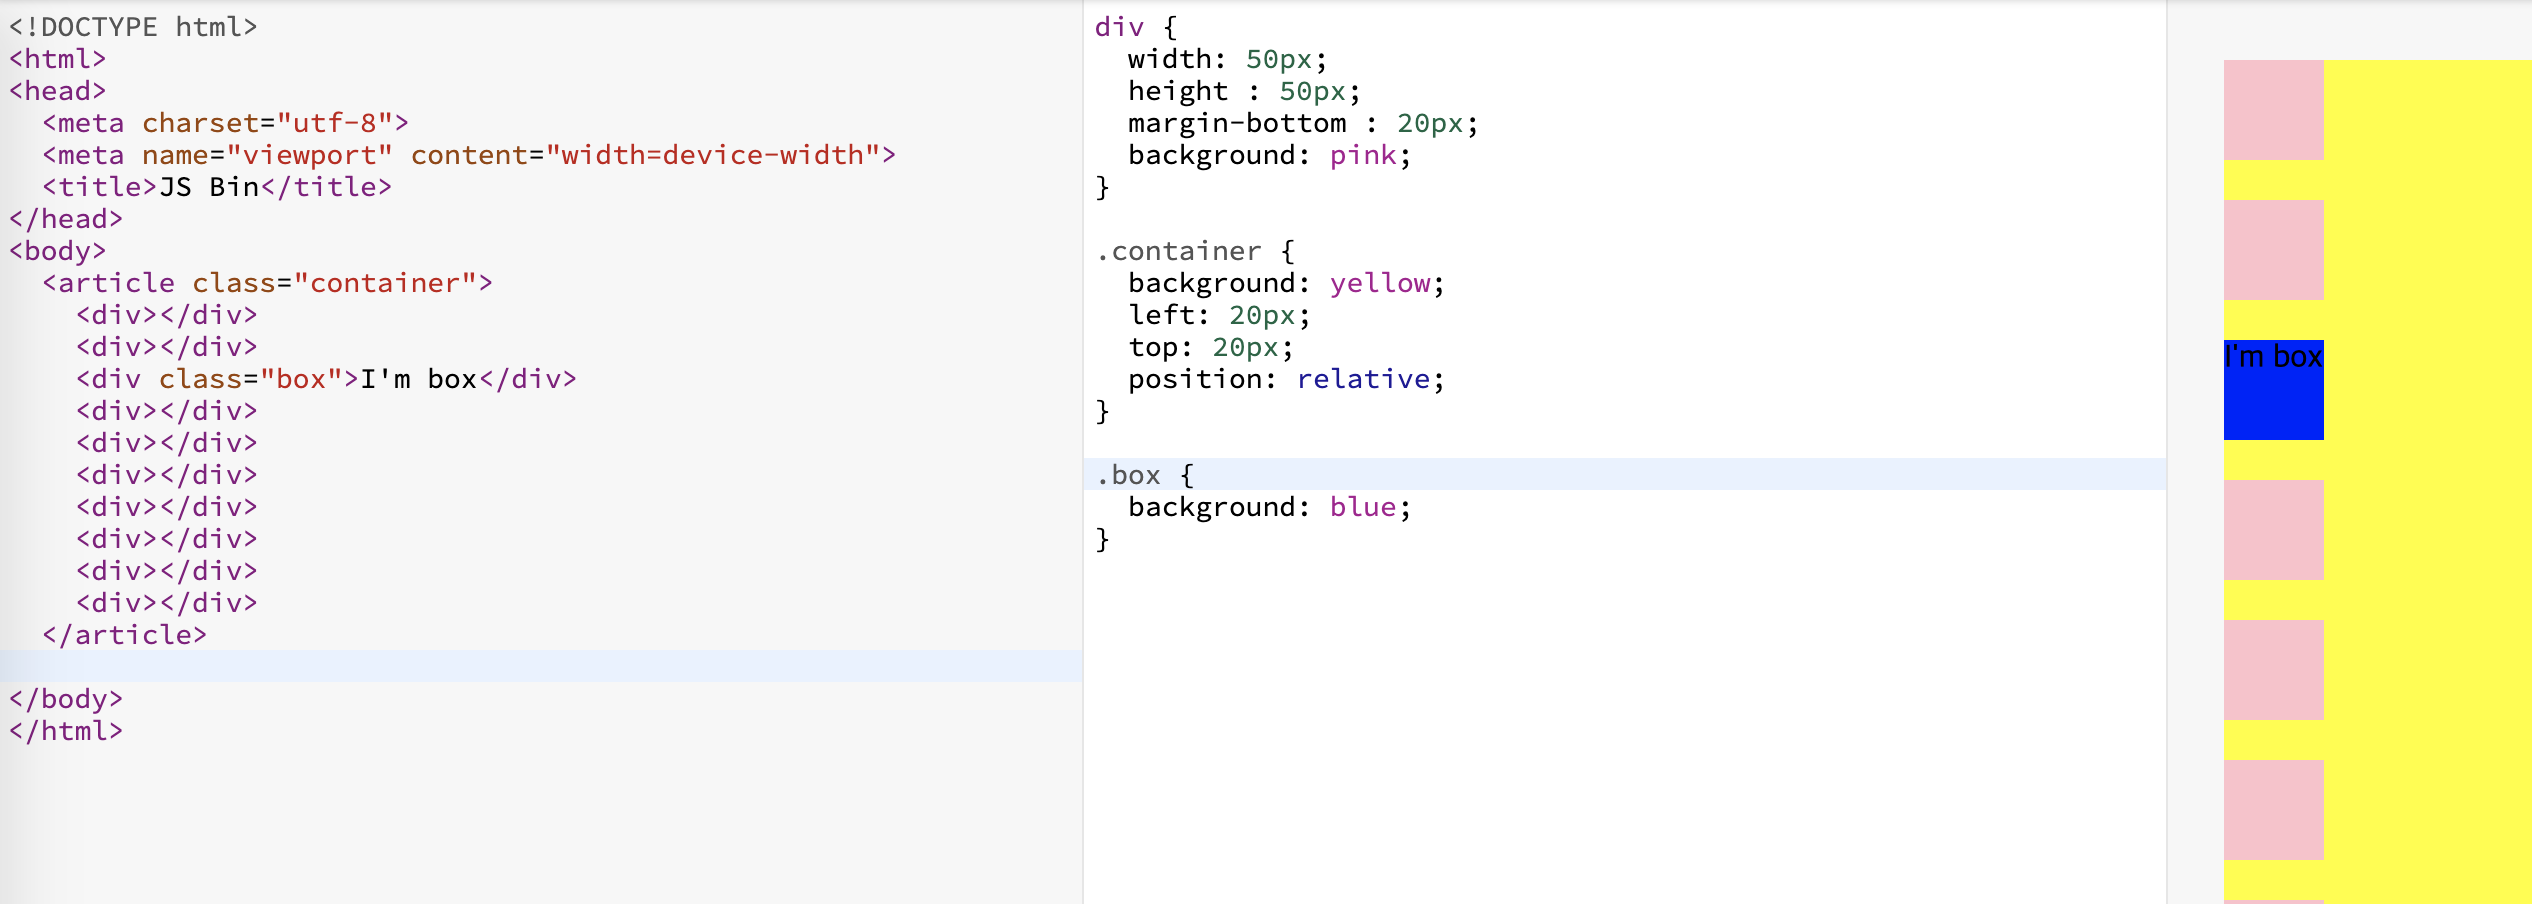 <!DOCTYPE html>
<html>
<head>
  <meta charset="utf-8">
  <meta name="viewport" content="width=device-width">
  <title>JS Bin</title>
</head>
<body>
  <article class="container">
    <div></div>
    <div></div>
    <div class="box">I'm box</div>
    <div></div>
    <div></div>
    <div></div>
    <div></div>
    <div></div>
    <div></div>
    <div></div>
  </article>
</body>
</html>
div {
  width: 50px;
  height : 50px;
  margin-bottom : 20px;
  background: pink;
}
.container {
  background: yellow;
  left: 20px;
  top: 20px;
  position: relative;
}
.box {
  background: blue;
}
I'm box